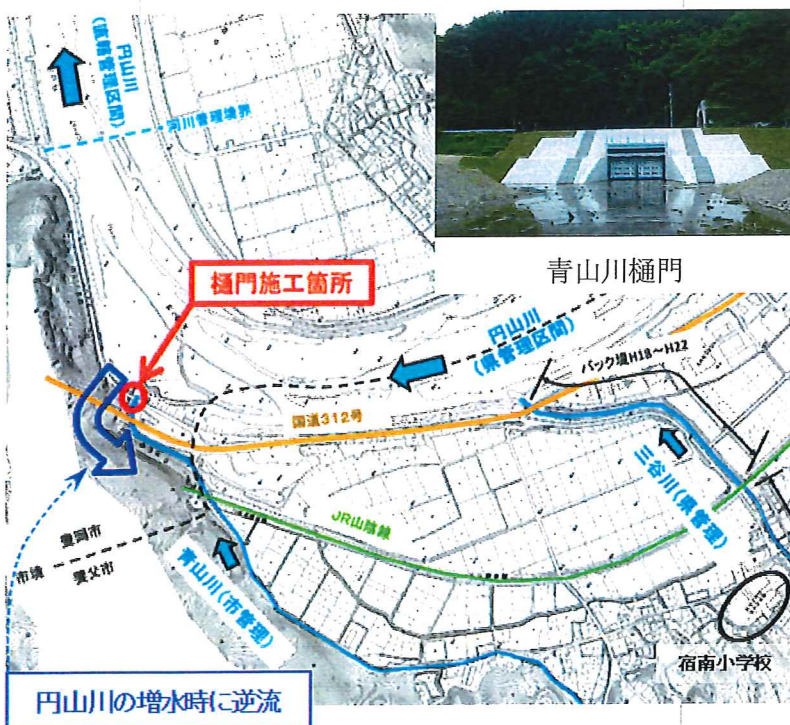 円山川
(直轄管理区間)
河川管理境界
青山川樋門
樋門施工箇所
円山川
(県管理区間)
バック堤H18～H22
国道312号
三谷川(県管理)
JR山陰線
豊岡市
市境
養父市
青山川(市管理)
宿南小学校
円山川の増水時に逆流